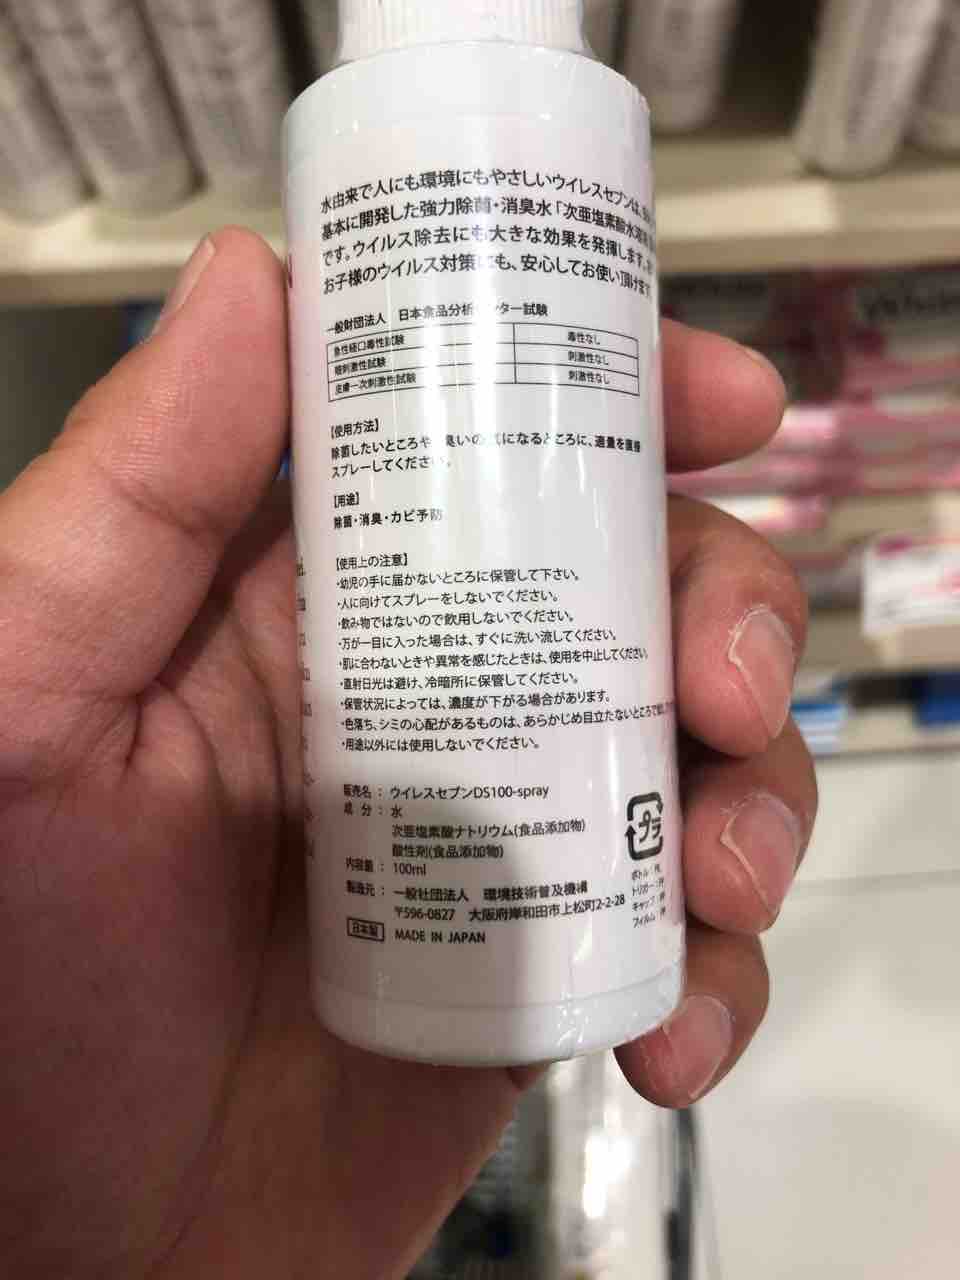 水由来で人にも環境にもやさしいウイレスセブンは、
基本に開発した強力除菌・消臭水「次亜塩素酸水溶液
です。ウイルス除去にも大きな効果を発揮します。
お子様のウイルス対策にも、安心してお使い頂けます。
一般財団法人 日本食品分析センター試験
急性経口毒性試験 毒性なし
眼刺激性試験 刺激性なし
皮膚一次刺激性試験 刺激性なし
【使用方法】
除菌したいところや 臭いの気になるところに、適量を直接
スプレーしてください。
【用途】
除菌・消臭・カビ予防
【使用上の注意】
・幼児の手に届かないところに保管して下さい。
・人に向けてスプレーをしないでください。
・飲み物ではないので飲用しないでください。
・万が一目に入った場合は、すぐに洗い流してください。
・肌に合わないときや異常を感じたときは、使用を中止してください。
・直射日光は避け、冷暗所に保管してください。
・保管状況によっては、濃度が下がる場合があります。
・色落ち、シミの心配があるものは、あらかじめ目立たないところで
・用途以外には使用しないでください。
販売名 : ウイレスセブンDS100-spray
成 分 : 水
次亜塩素酸ナトリウム(食品添加物)
酸性剤(食品添加物)
内容量 : 100ml
製造元 : 一般社団法人 環境技術普及機構
〒596-0827 大阪府岸和田市上松町2-2-28
日本製 MADE IN JAPAN
プラ
ボトル : PE
トリガー : PP
キャップ :
フィルム :